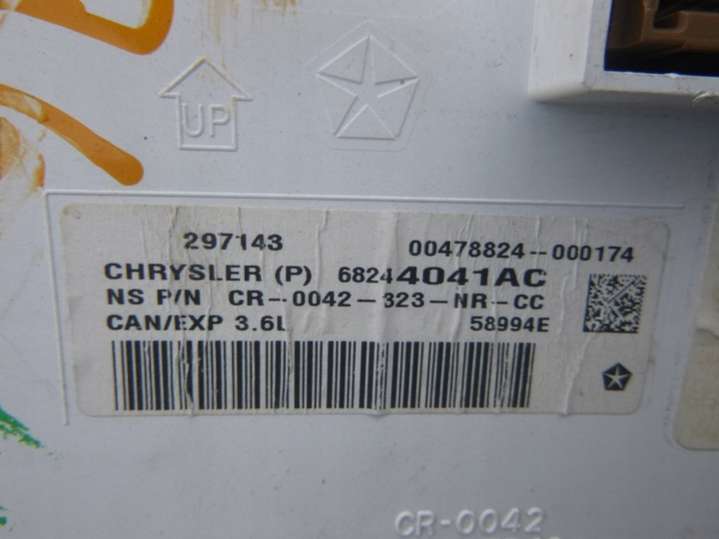 UP
297143 00478824-000174
CHRYSLER (P) 68244041AC
NS P/N CR-0042-323-NR-CC
CAN/EXP 3.6L 58994E
CR-0042